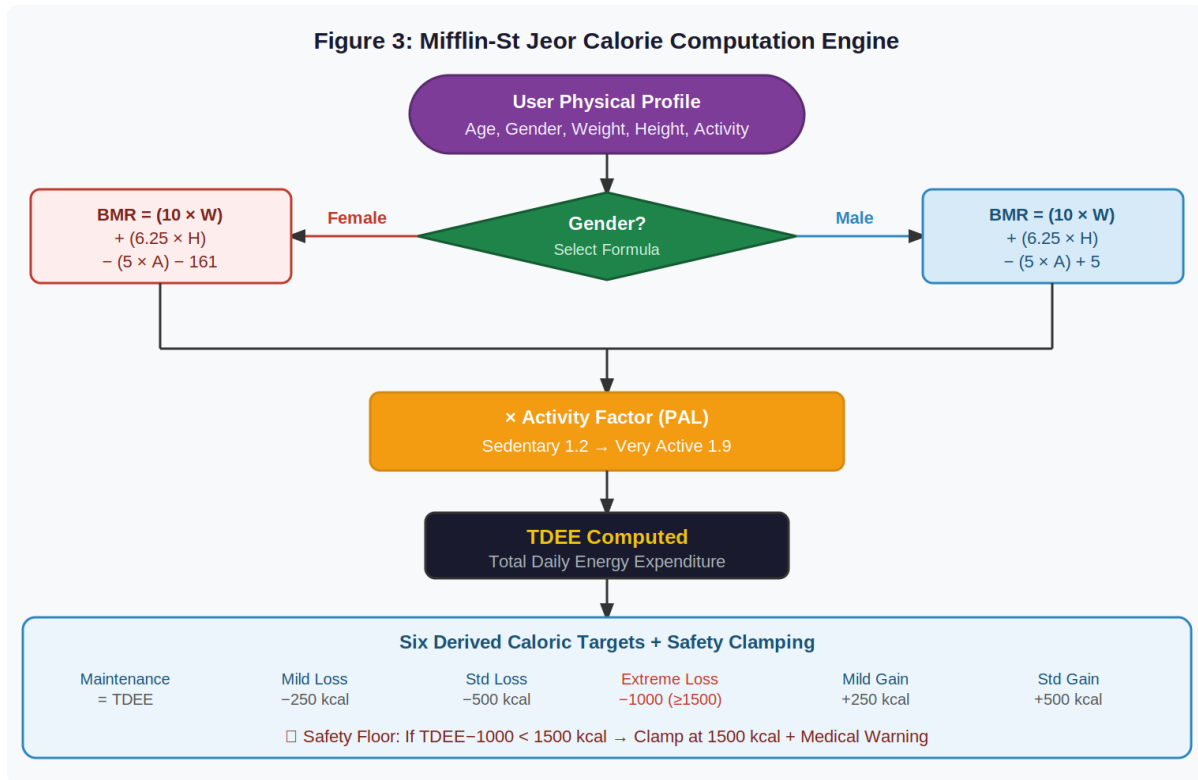 Figure 3: Mifflin-St Jeor Calorie Computation Engine
User Physical Profile
Age, Gender, Weight, Height, Activity
Female
Gender?
Select Formula
Male
BMR = (10 × W)
+ (6.25 × H)
− (5 × A) − 161
BMR = (10 × W)
+ (6.25 × H)
− (5 × A) + 5
× Activity Factor (PAL)
Sedentary 1.2 → Very Active 1.9
TDEE Computed
Total Daily Energy Expenditure
Six Derived Caloric Targets + Safety Clamping
Maintenance
= TDEE
Mild Loss
−250 kcal
Std Loss
−500 kcal
Extreme Loss
−1000 (≥1500)
Mild Gain
+250 kcal
Std Gain
+500 kcal
Safety Floor: If TDEE−1000 < 1500 kcal → Clamp at 1500 kcal + Medical Warning